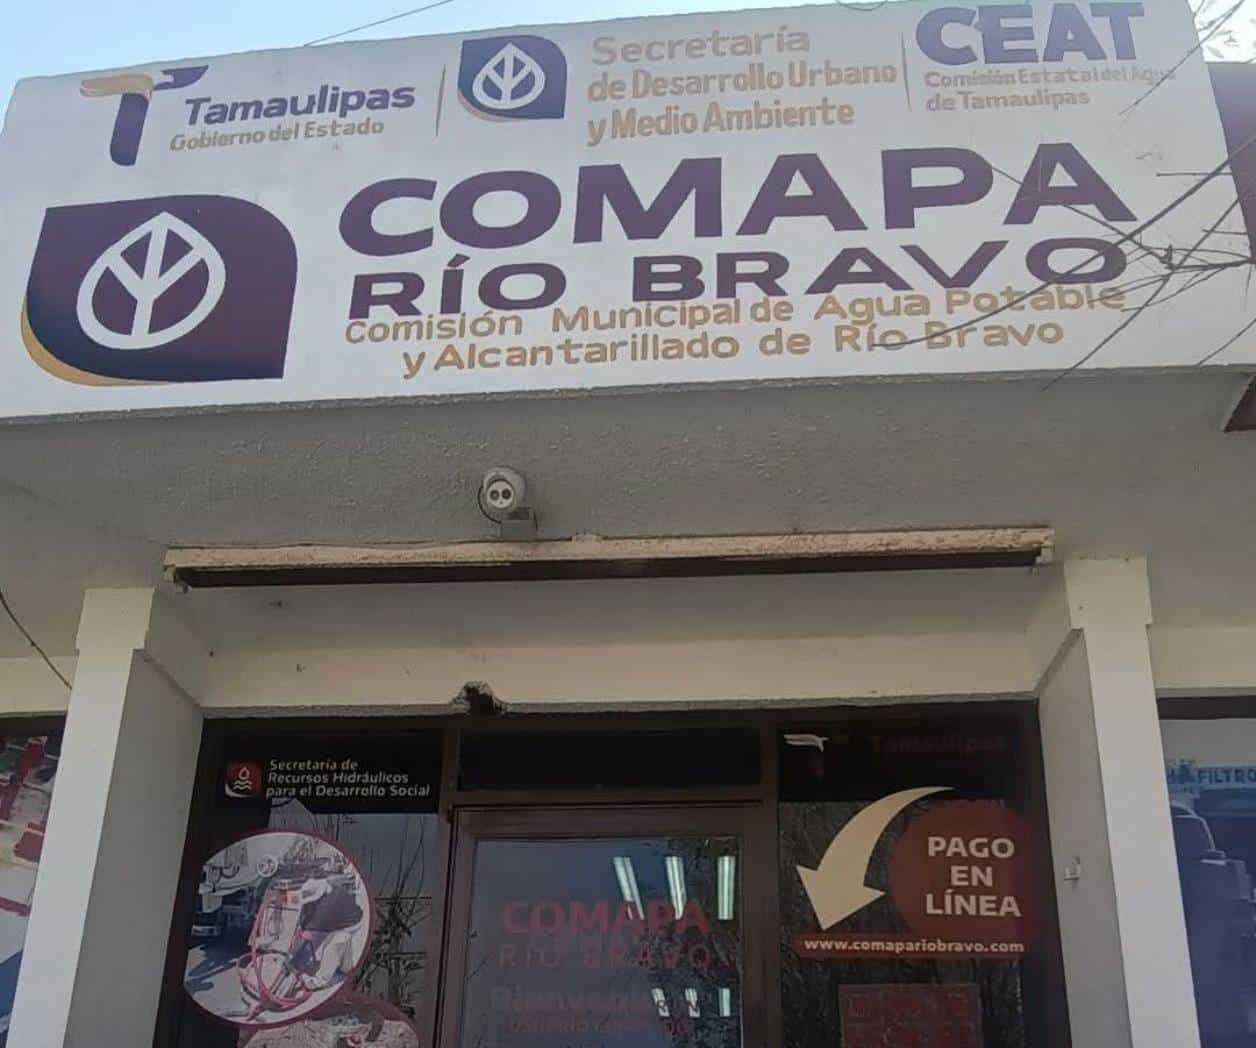 Tamaulipas
Gobierno del Estado
Secretaría
de Desarrollo Urbano
y Medio Ambiente
CEAT
Comisión Estatal del Agua
de Tamaulipas
COMAPA
RÍO BRAVO
Comisión Municipal de Agua Potable
y Alcantarillado de Río Bravo
Secretaría de
Recursos Hidráulicos
para el Desarrollo Social
Tamaulipas
COMAPA
RÍO BRAVO
PAGO
EN
LÍNEA
www.comapariobravo.com
FILTRO